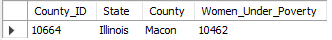 County_ID State County Women_Under_Poverty
10664 Illinois Macon 10462